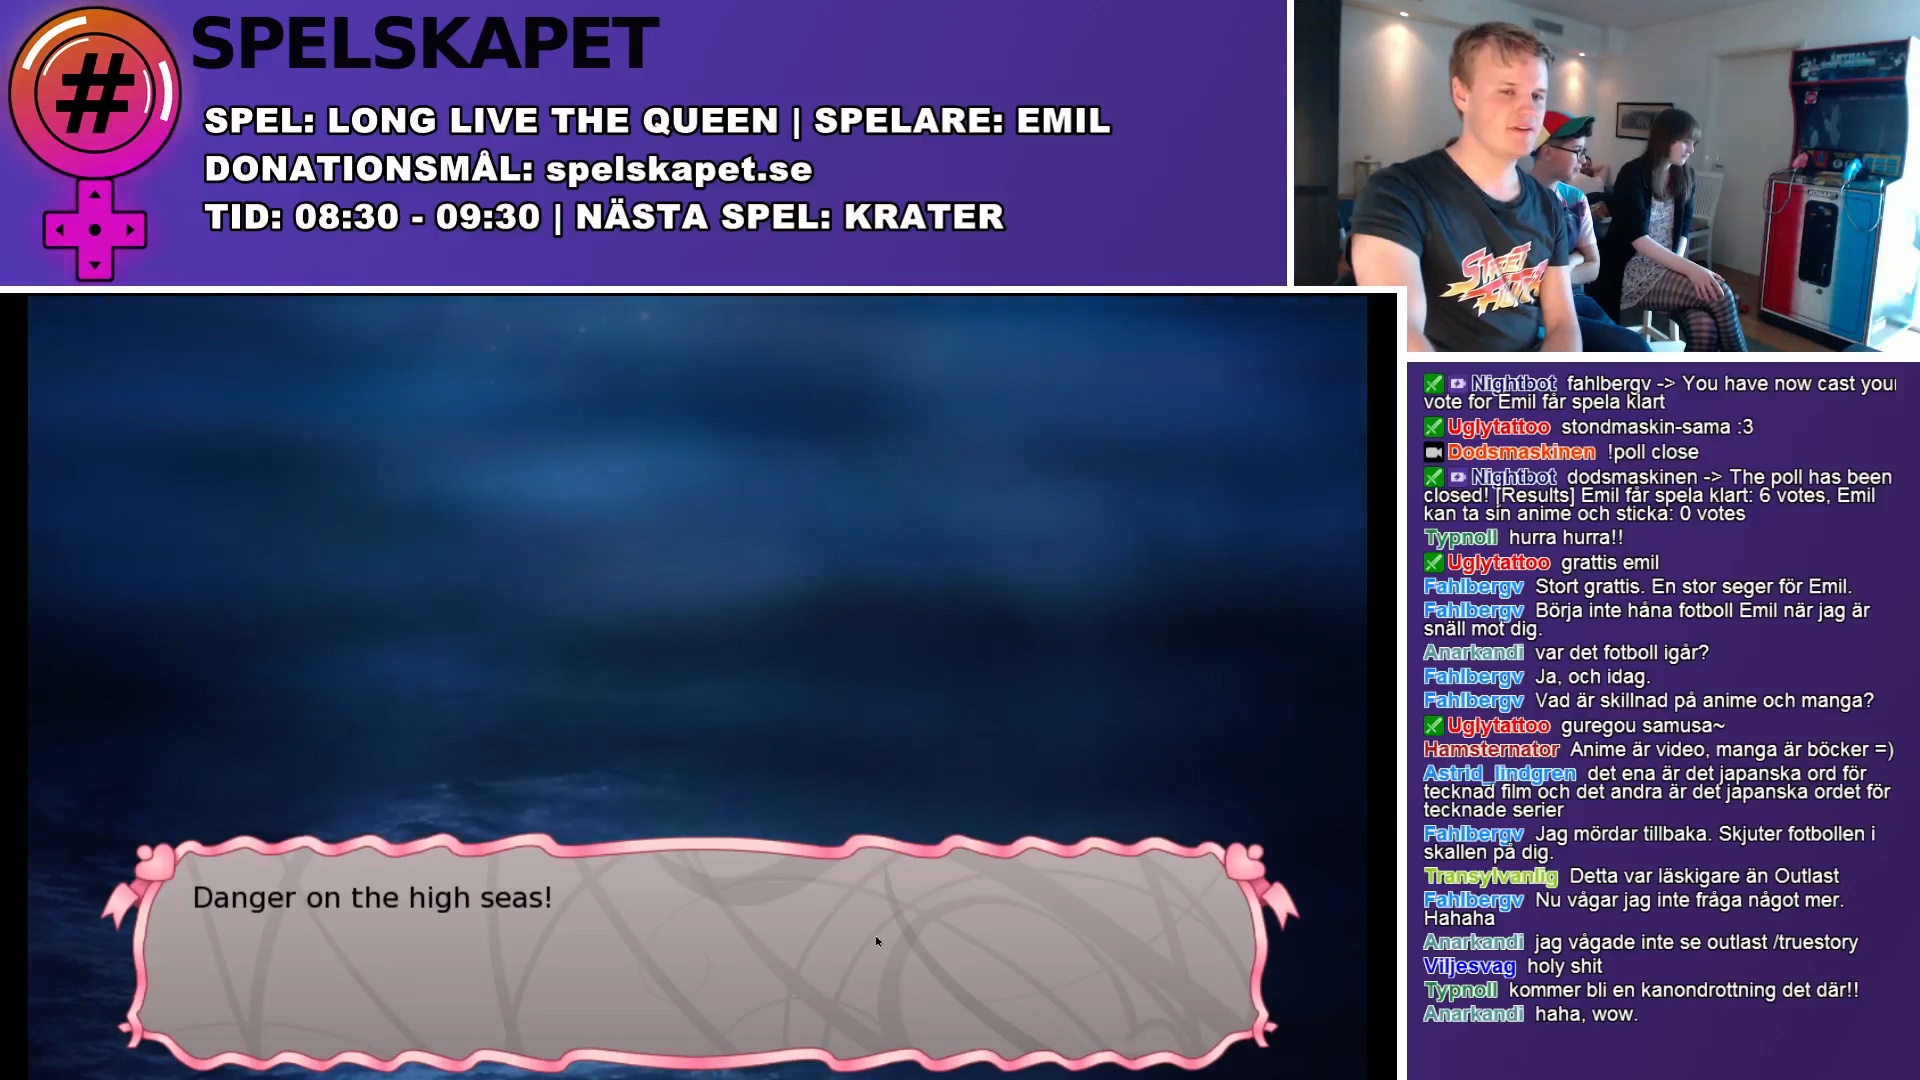 #
SPELSKAPET
SPEL: LONG LIVE THE QUEEN | SPELARE: EMIL
DONATIONSMÅL: spelskapet.se
TID: 08:30 - 09:30 | NÄSTA SPEL: KRATER
STREET
FIGHTER
KONAMI
Danger on the high seas!
Nightbot fahlbergv -> You have now cast your
vote for Emil får spela klart
Uglytattoo stondmaskin-sama :3
Dodsmaskinen !poll close
Nightbot dodsmaskinen -> The poll has been
closed! [Results] Emil får spela klart: 6 votes, Emil
kan ta sin anime och sticka: 0 votes
Typnoll hurra hurra!!
Uglytattoo grattis emil
Fahlbergv Stort grattis. En stor seger för Emil.
Fahlbergv Börja inte håna fotboll Emil när jag är
snäll mot dig.
Anarkandi var det fotboll igår?
Fahlbergv Ja, och idag.
Fahlbergv Vad är skillnad på anime och manga?
Uglytattoo guregou samusa~
Hamsternator Anime är video, manga är böcker =)
Astrid_lindgren det ena är det japanska ord för
tecknad film och det andra är det japanska ordet för
tecknade serier
Fahlbergv Jag mördar tillbaka. Skjuter fotbollen i
skallen på dig.
Transylvanlig Detta var läskigare än Outlast
Fahlbergv Nu vågar jag inte fråga något mer.
Hahaha
Anarkandi jag vågade inte se outlast /truestory
Viljesvag holy shit
Typnoll kommer bli en kanondrottning det där!!
Anarkandi haha, wow.